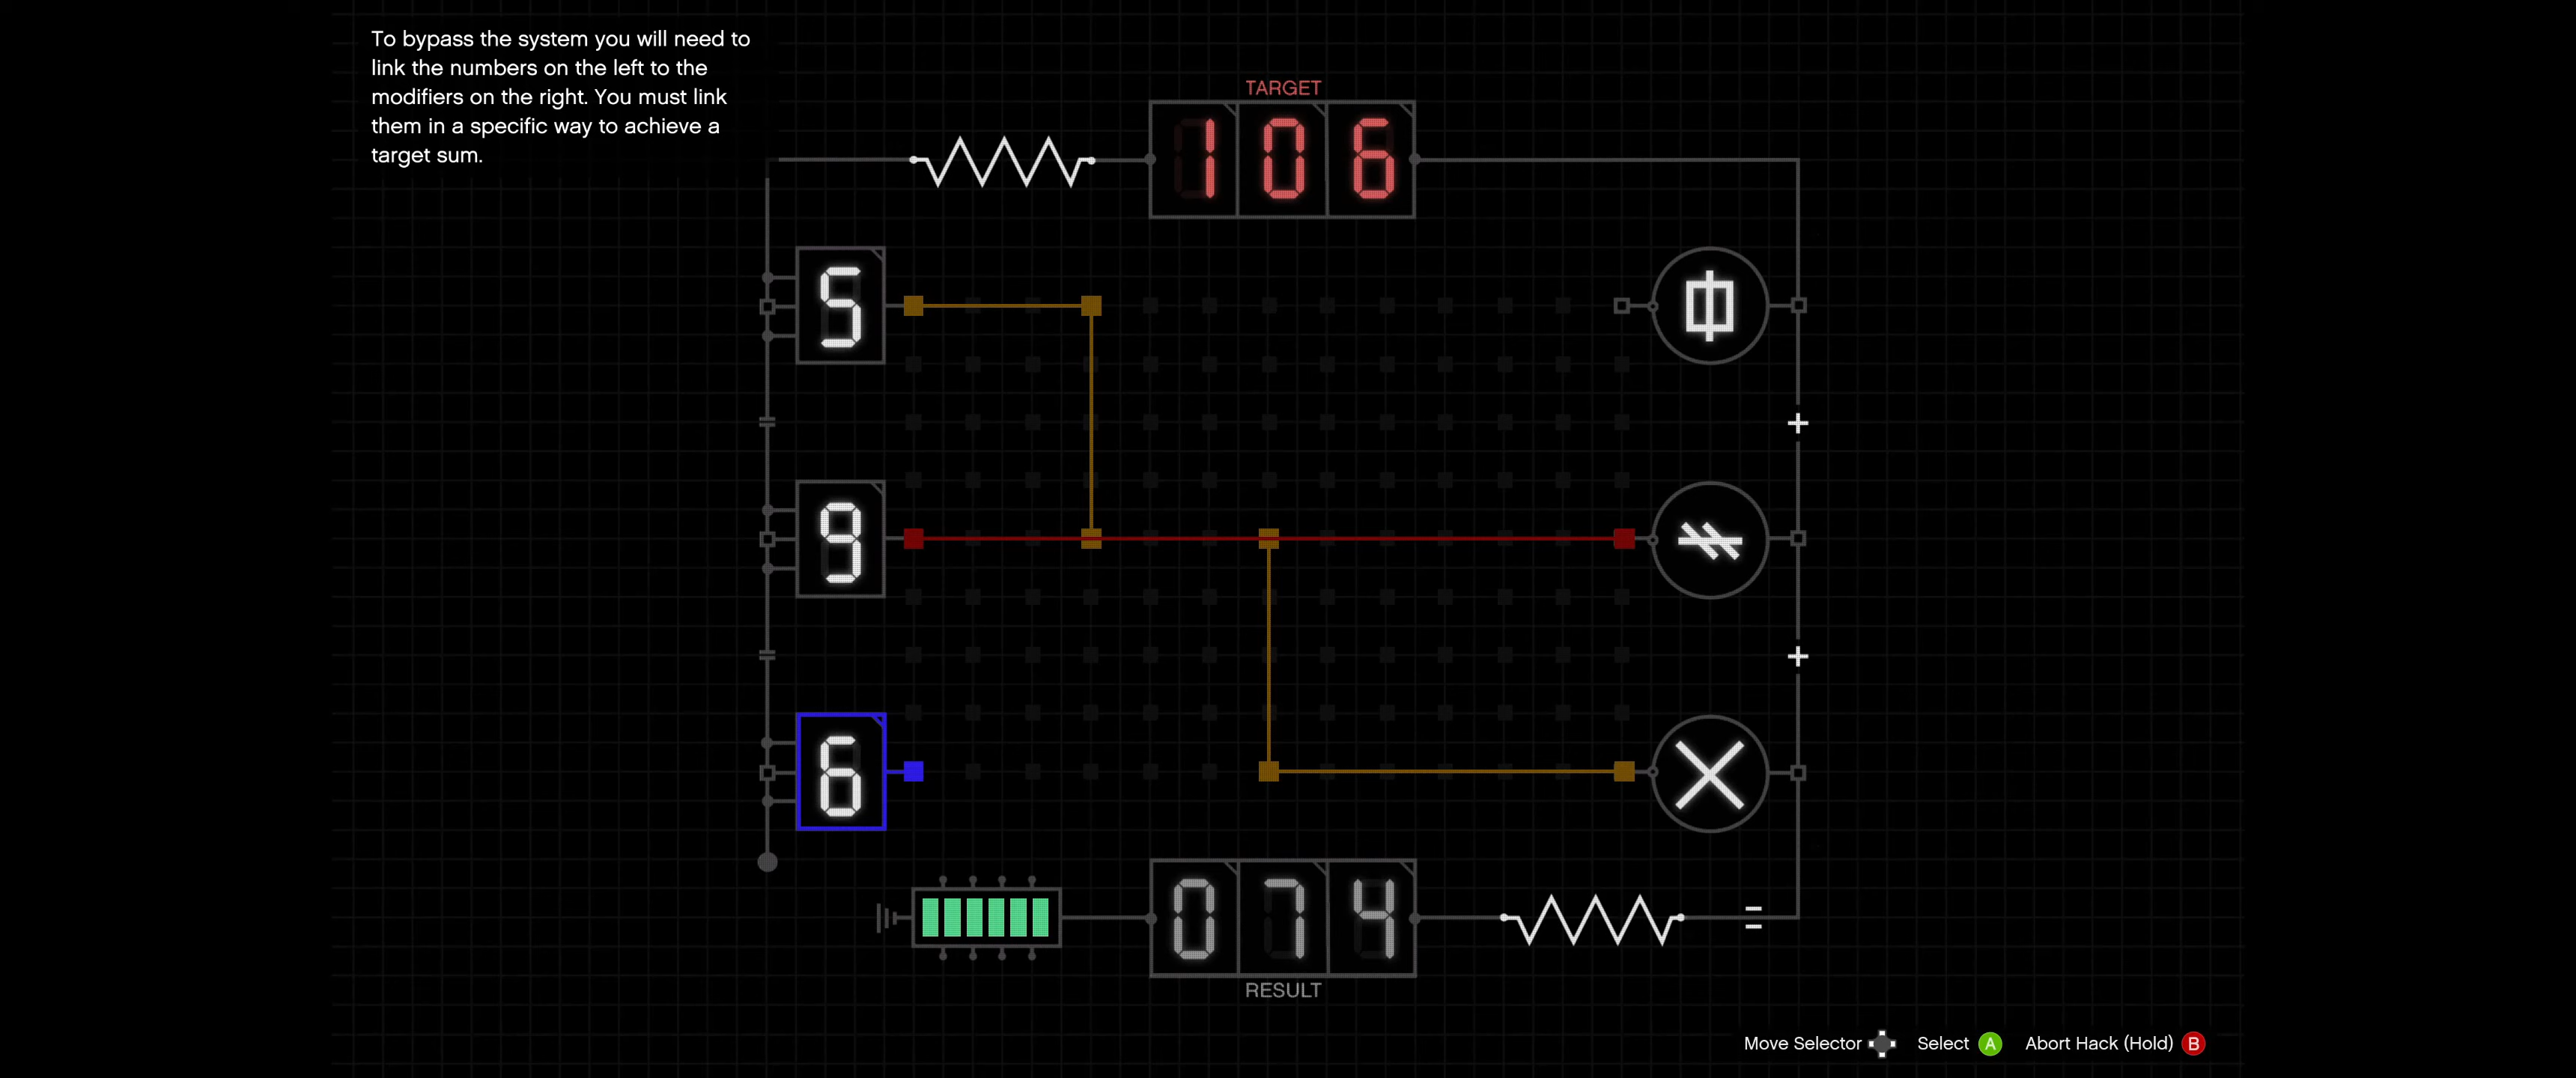 To bypass the system you will need to
link the numbers on the left to the
modifiers on the right. You must link
them in a specific way to achieve a
target sum.
TARGET
106
5
9
+
6
+
074
=
RESULT
Move Selector Select A Abort Hack (Hold) B